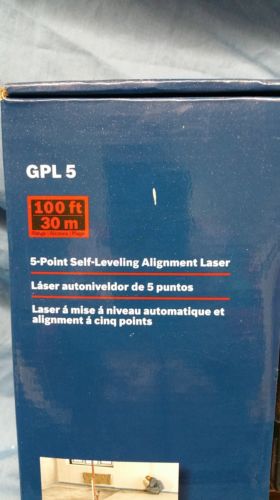 GPL 5
100 ft
30 m
5-Point Self-Leveling Alignment Laser
Láser autoniveldor de 5 puntos
Laser á mise á niveau automatique et
alignment á cinq points